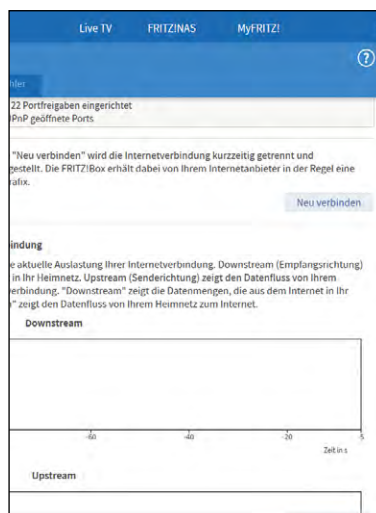 Live TV FRITZ!NAS MyFRITZ!
?
hler
22 Portfreigaben eingerichtet
IPnP geöffnete Ports
"Neu verbinden" wird die Internetverbindung kurzzeitig getrennt und
gestellt. Die FRITZ!Box erhält dabei von Ihrem Internetanbieter in der Regel eine
rafix.
Neu verbinden
indung
e aktuelle Auslastung Ihrer Internetverbindung. Downstream (Empfangsrichtung)
in Ihr Heimnetz. Upstream (Senderichtung) zeigt den Datenfluss von Ihrem
verbindung. "Downstream" zeigt die Datenmengen, die aus dem Internet in Ihr
" zeigt den Datenfluss von Ihrem Heimnetz zum Internet.
Downstream
-60 -40 -20 -5
Zeit in s
Upstream